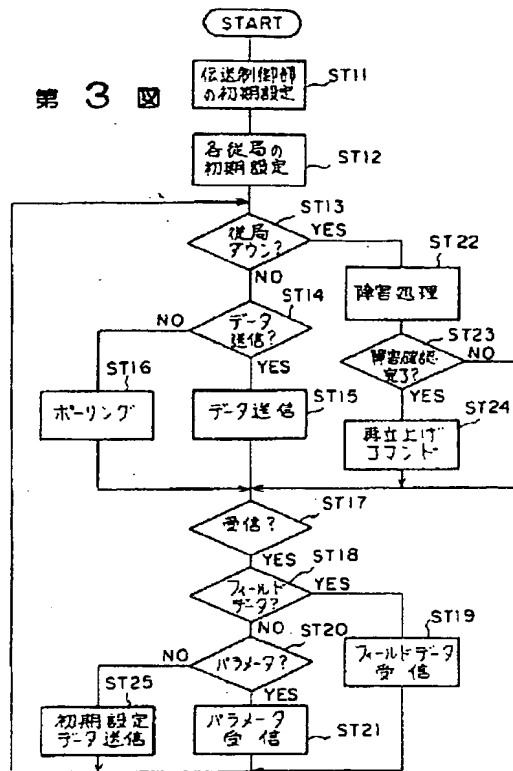 START
第3図
伝送制御部
の初期設定
ST11
各従局の
初期設定
ST12
ST13
従局
ダウン?
YES
NO
ST22
障害処理
ST14
データ
送信?
NO
YES
ST23
障害確認
完了?
NO
YES
ST16
ポーリング
データ送信
ST15
ST24
再立上げ
コマンド
ST17
受信?
YES
ST18
フィールド
データ?
YES
NO
ST20
パラメータ?
NO
YES
ST19
フィールドデータ
受信
ST25
初期設定
データ送信
パラメータ
受信
ST21